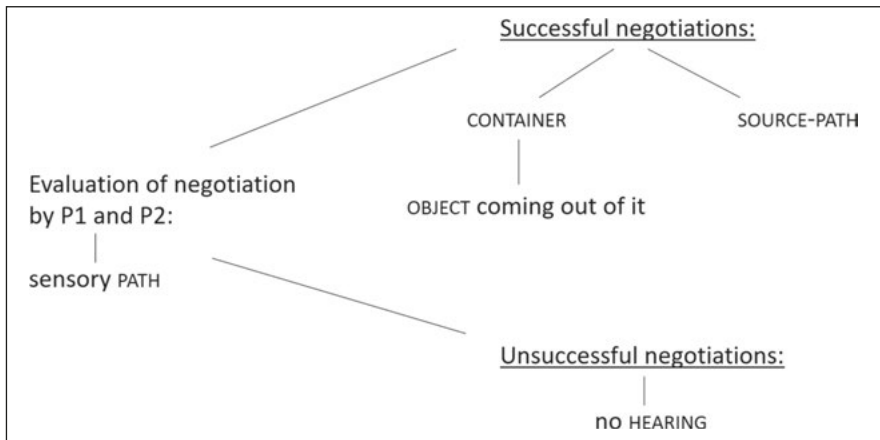 Successful negotiations:
CONTAINER
SOURCE-PATH
Evaluation of negotiation
by P1 and P2:
OBJECT coming out of it
sensory PATH
Unsuccessful negotiations:
no HEARING